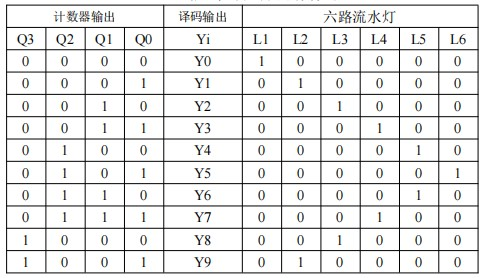 计数器输出 译码输出 六路流水灯
Q3 Q2 Q1 Q0 Yi L1 L2 L3 L4 L5 L6
0 0 0 0 Y0 1 0 0 0 0 0
0 0 0 1 Y1 0 1 0 0 0 0
0 0 1 0 Y2 0 0 1 0 0 0
0 0 1 1 Y3 0 0 0 1 0 0
0 1 0 0 Y4 0 0 0 0 1 0
0 1 0 1 Y5 0 0 0 0 0 1
0 1 1 0 Y6 0 0 0 0 1 0
0 1 1 1 Y7 0 0 0 1 0 0
1 0 0 0 Y8 0 0 1 0 0 0
1 0 0 1 Y9 0 1 0 0 0 0